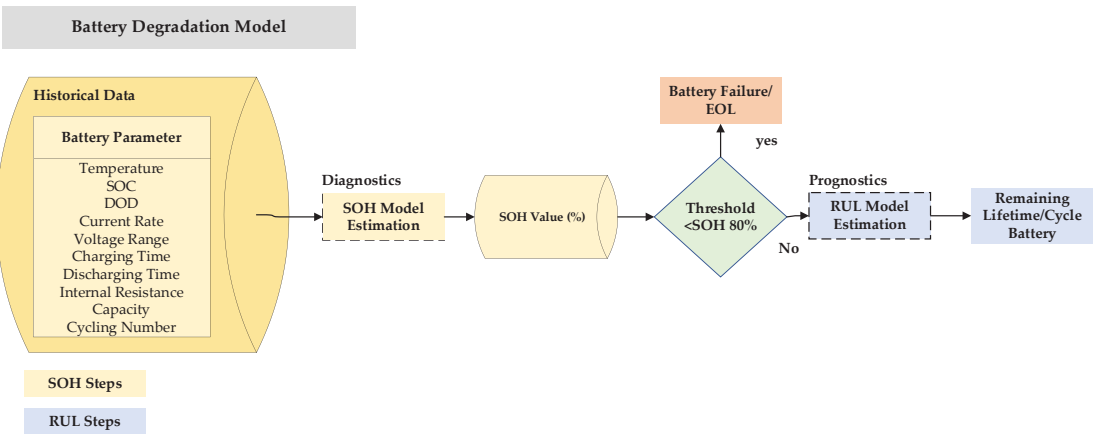 Battery Degradation Model
Historical Data
Battery Parameter
Temperature
SOC
DOD
Current Rate
Voltage Range
Charging Time
Discharging Time
Internal Resistance
Capacity
Cycling Number
Diagnostics
SOH Model
Estimation
SOH Value (%)
Battery Failure/
EOL
yes
Threshold
<SOH 80%
No
Prognostics
RUL Model
Estimation
Remaining
Lifetime/Cycle
Battery
SOH Steps
RUL Steps